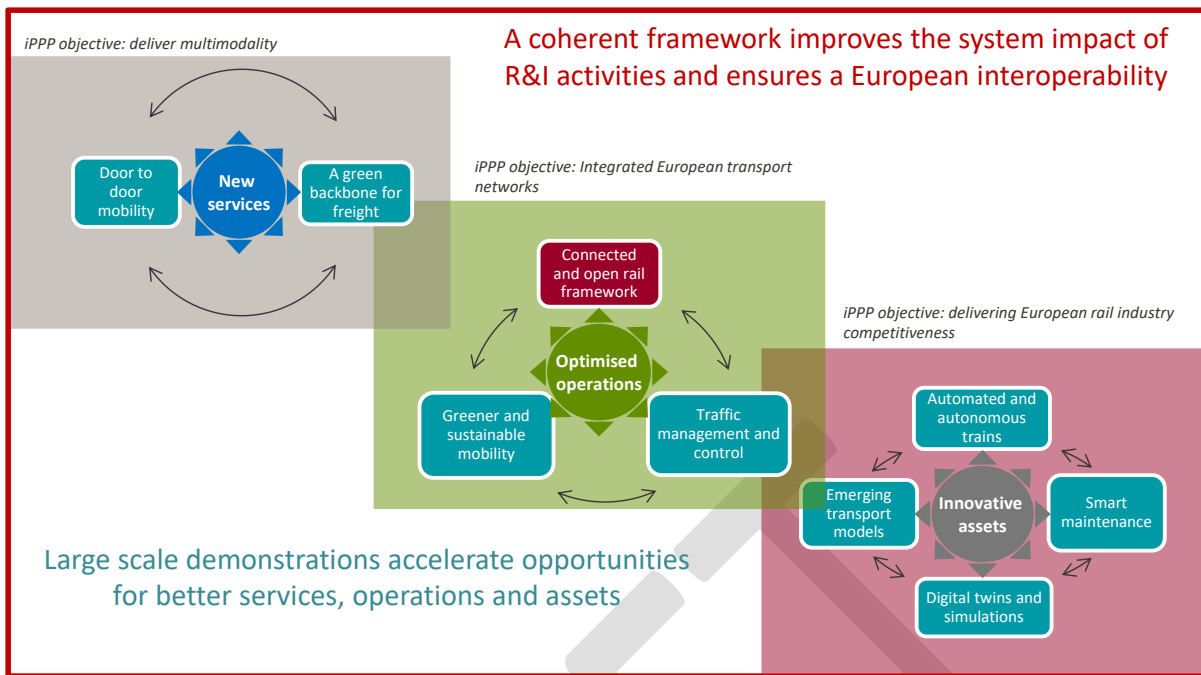 iPPP objective: deliver multimodality
A coherent framework improves the system impact of
R&I activities and ensures a European interoperability
Door to
door
mobility
New
services
A green
backbone for
freight
iPPP objective: Integrated European transport
networks
Connected
and open rail
framework
Optimised
operations
Greener and
sustainable
mobility
Traffic
management and
control
iPPP objective: delivering European rail industry
competitiveness
Automated and
autonomous
trains
Emerging
transport
models
Innovative
assets
Smart
maintenance
Digital twins and
simulations
Large scale demonstrations accelerate opportunities
for better services, operations and assets